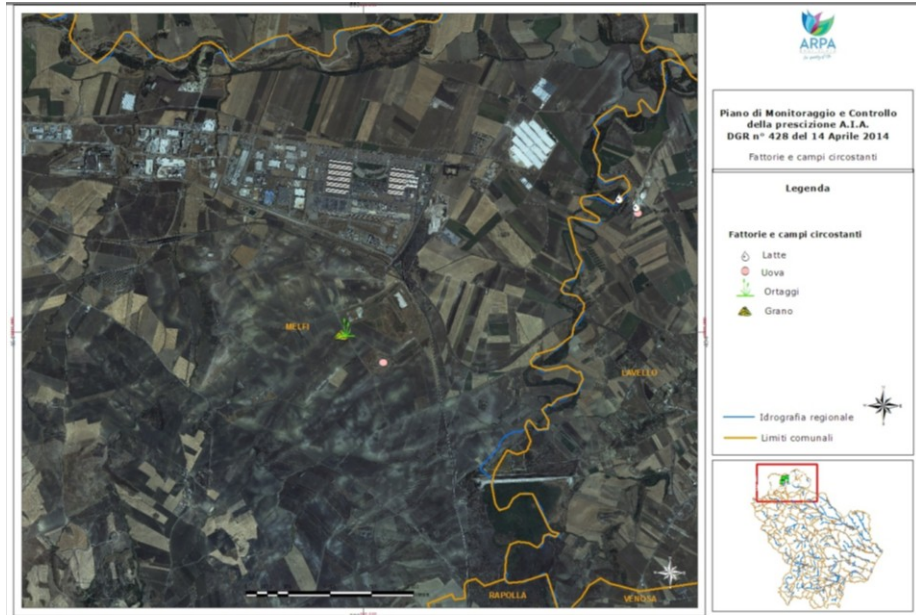 MELFI
LAVELLO
RAPOLLA
VENOSA
ARPA
Piano di Monitoraggio e Controllo
della prescizione A.I.A.
DGR n° 428 del 14 Aprile 2014
Fattorie e campi circostanti
Legenda
Fattorie e campi circostanti
Latte
Uova
Ortaggi
Grano
Idrografia regionale
Limiti comunali